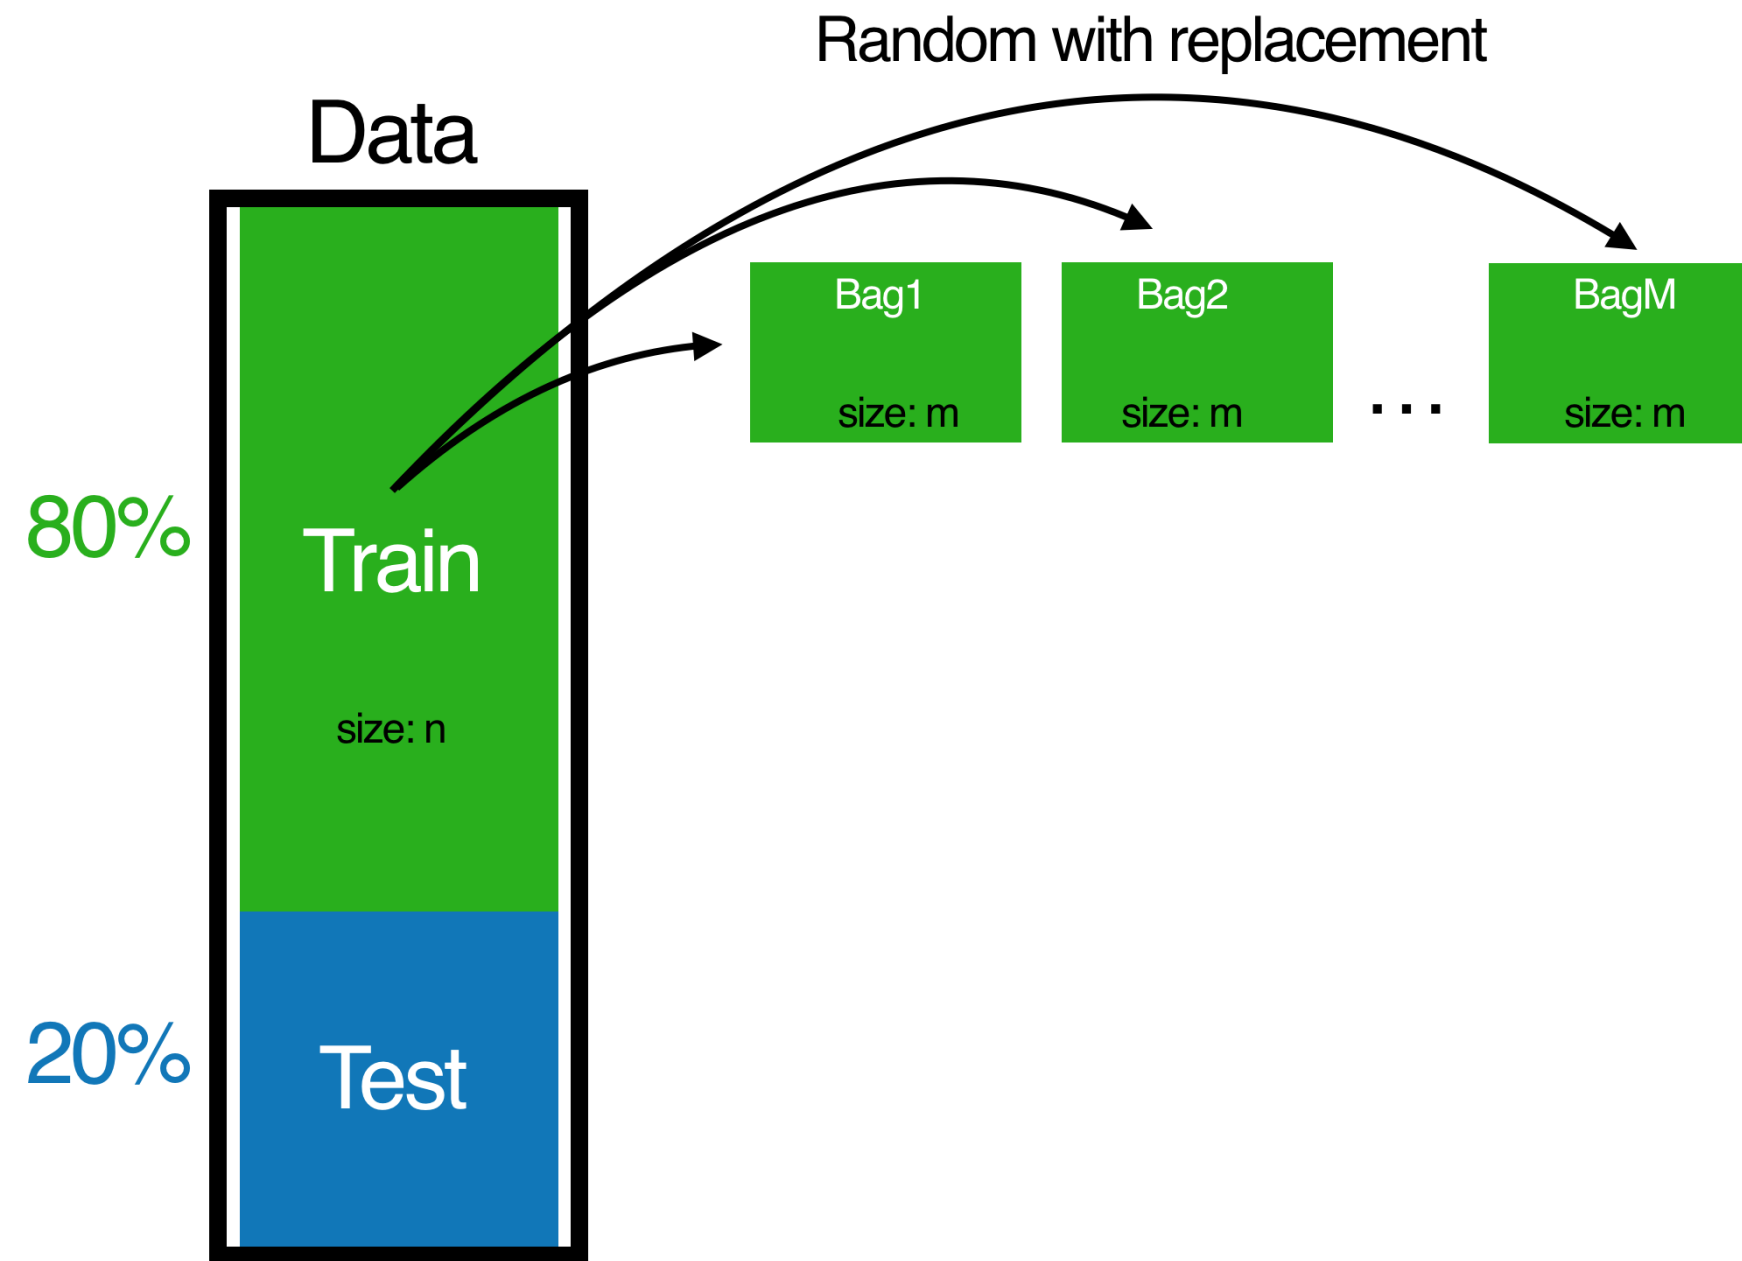 Random with replacement
Data
Bag1
Bag2
BagM
size: m
size: m
...
size: m
80%
Train
size: n
20%
Test